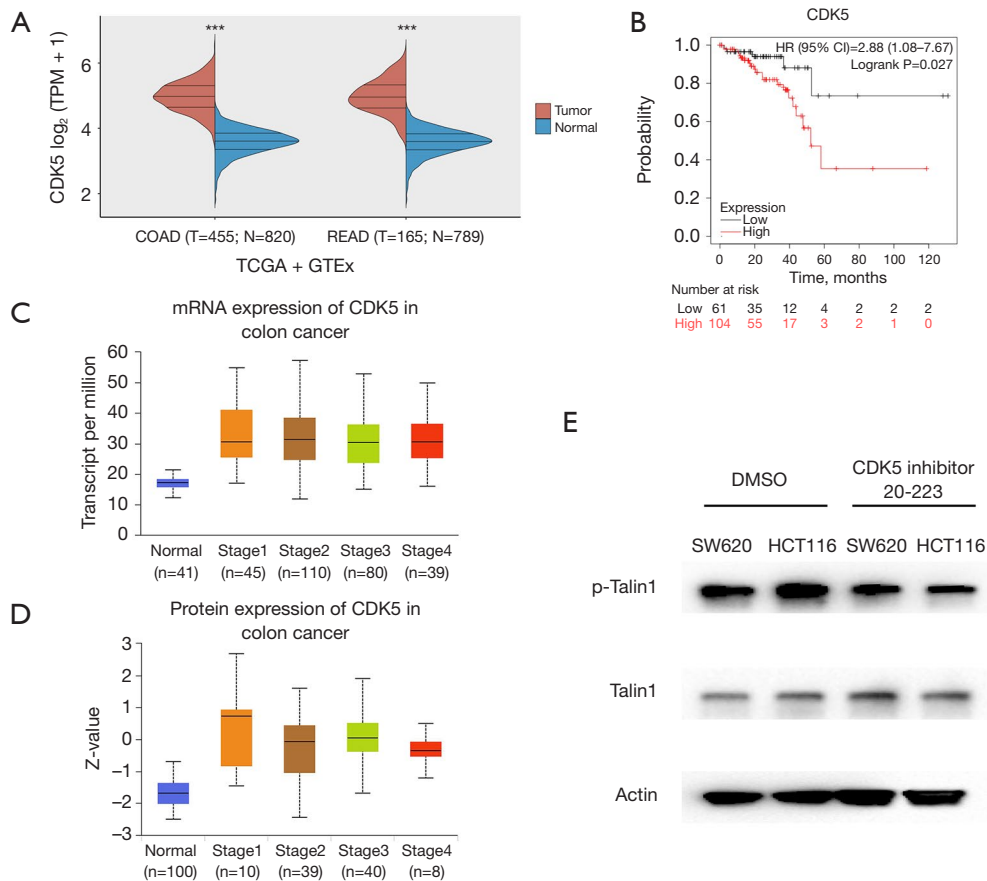 A
CDK5 log2 (TPM + 1)
6
4
2
***
***
Tumor
Normal
COAD (T=455; N=820)
READ (T=165; N=789)
TCGA + GTEx
B
CDK5
HR (95% CI)=2.88 (1.08–7.67)
Logrank P=0.027
Probability
1.0
0.8
0.6
0.4
0.2
0.0
Expression
Low
High
0 20 40 60 80 100 120
Time, months
Number at risk
Low 61 35 12 4 2 2 2
High 104 55 17 3 2 1 0
C
mRNA expression of CDK5 in
colon cancer
Transcript per million
60
50
40
30
20
10
0
Normal Stage1 Stage2 Stage3 Stage4
(n=41) (n=45) (n=110) (n=80) (n=39)
D
Protein expression of CDK5 in
colon cancer
Z-value
3
2
1
0
−1
−2
−3
Normal Stage1 Stage2 Stage3 Stage4
(n=100) (n=10) (n=39) (n=40) (n=8)
E
DMSO
CDK5 inhibitor
20-223
SW620 HCT116 SW620 HCT116
p-Talin1
Talin1
Actin